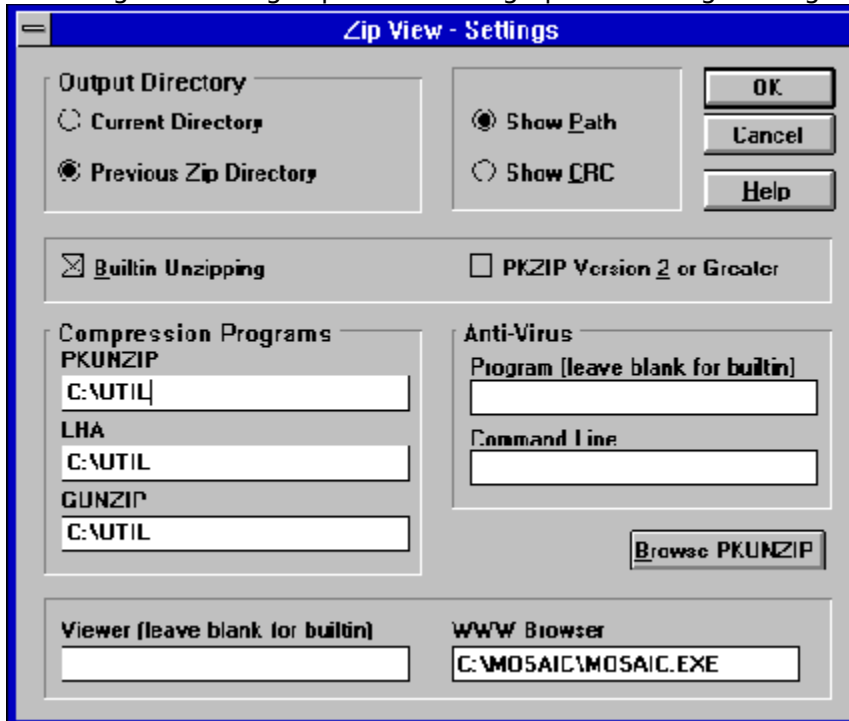 Zip View - Settings
Output Directory
Current Directory
Previous Zip Directory
Show Path
Show CRC
OK
Cancel
Help
Builtin Unzipping
PKZIP Version 2 or Greater
Compression Programs
PKUNZIP
C:\UTIL
LHA
C:\UTIL
GUNZIP
C:\UTIL
Anti-Virus
Program [leave blank for builtin]
Command Line
Browse PKUNZIP
Viewer (leave blank for builtin)
WWW Browser
C:\MOSAIC\MOSAIC.EXE